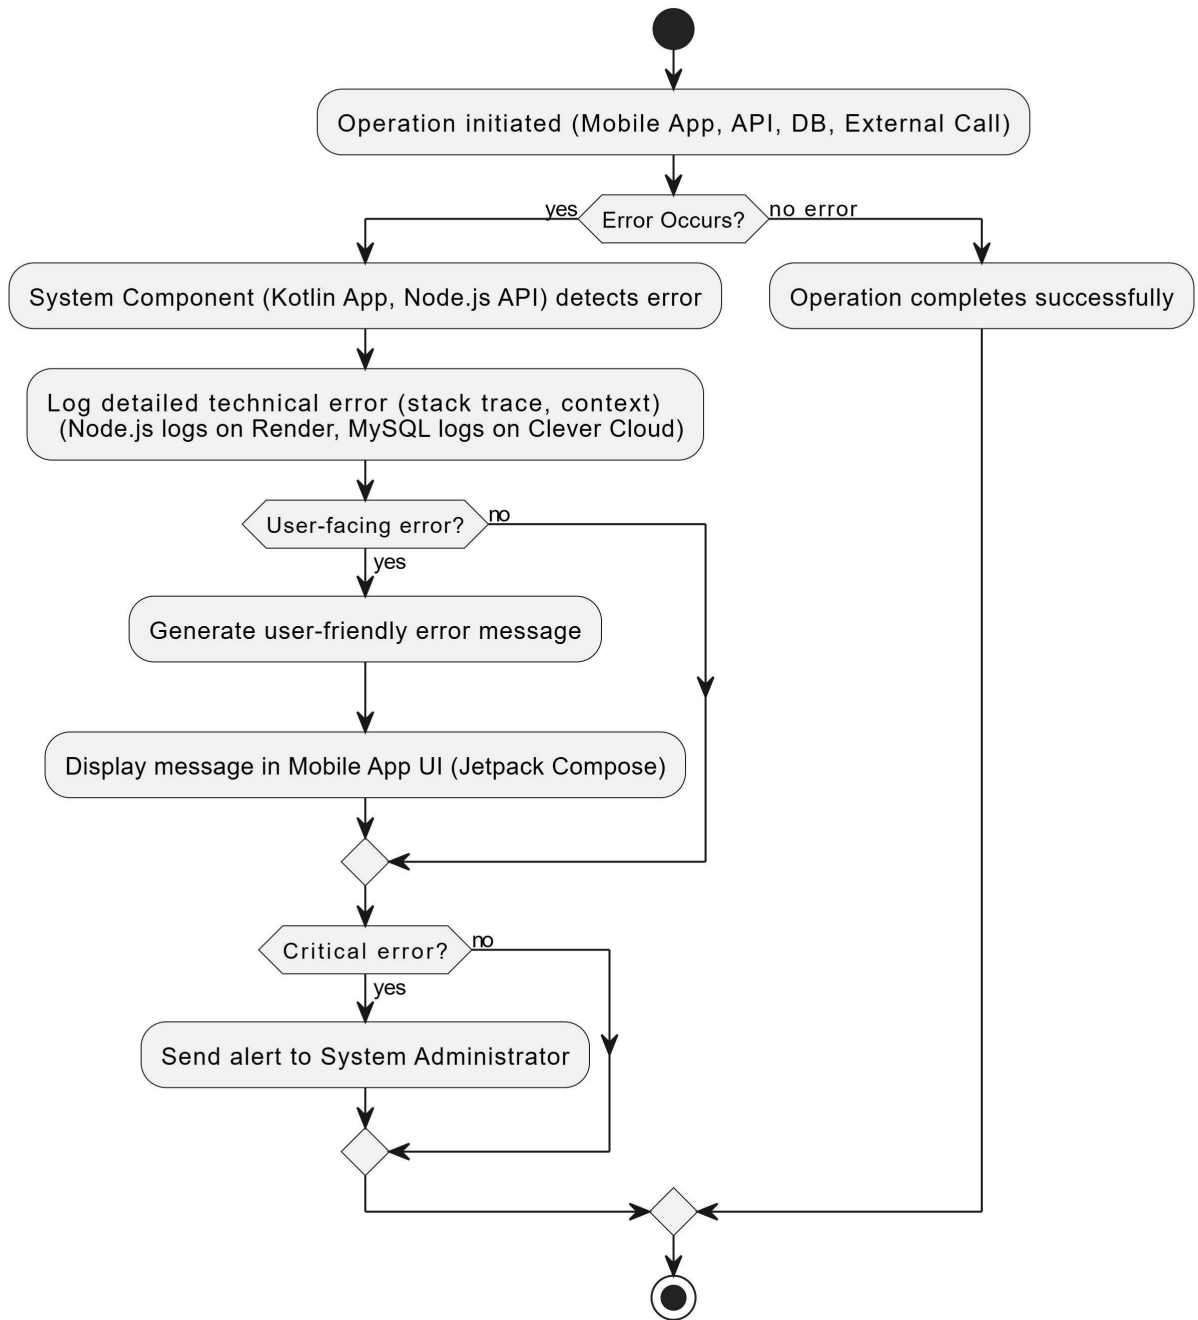 Operation initiated (Mobile App, API, DB, External Call)
yes
Error Occurs?
no error
System Component (Kotlin App, Node.js API) detects error
Operation completes successfully
Log detailed technical error (stack trace, context)
(Node.js logs on Render, MySQL logs on Clever Cloud)
User-facing error?
no
yes
Generate user-friendly error message
Display message in Mobile App UI (Jetpack Compose)
Critical error?
no
yes
Send alert to System Administrator